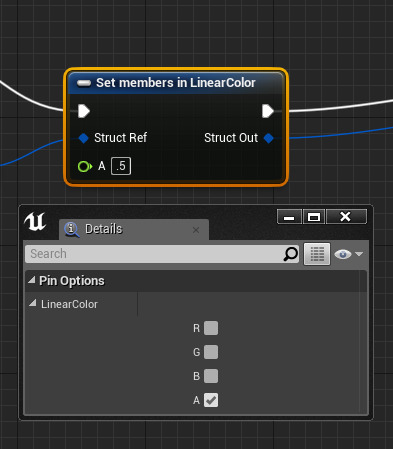 Set members in LinearColor
Struct Ref
Struct Out
A .5
Details
Search
Pin Options
LinearColor
R
G
B
A